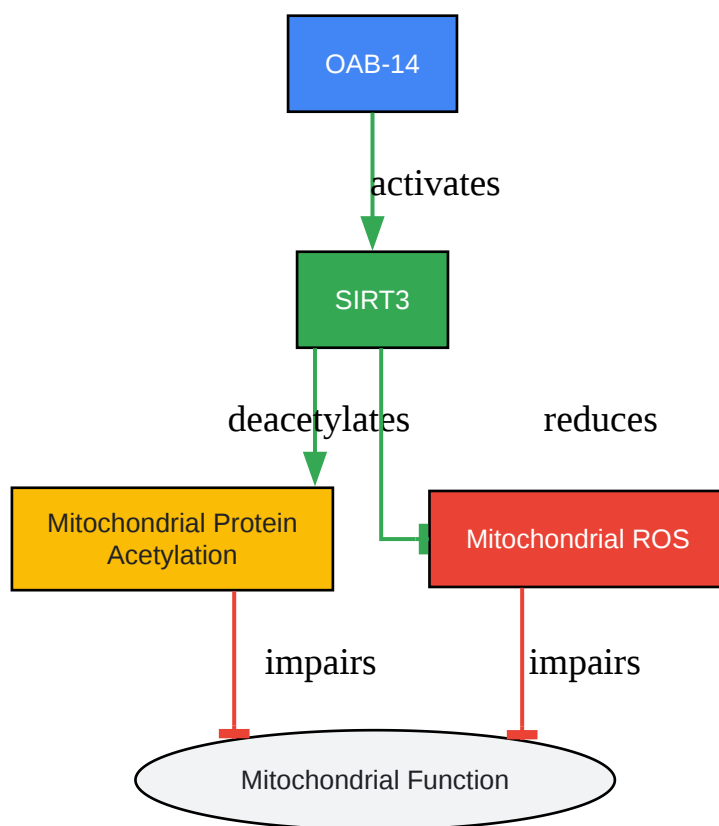 OAB-14
activates
SIRT3
deacetylates
reduces
Mitochondrial Protein
Acetylation
Mitochondrial ROS
impairs
impairs
Mitochondrial Function